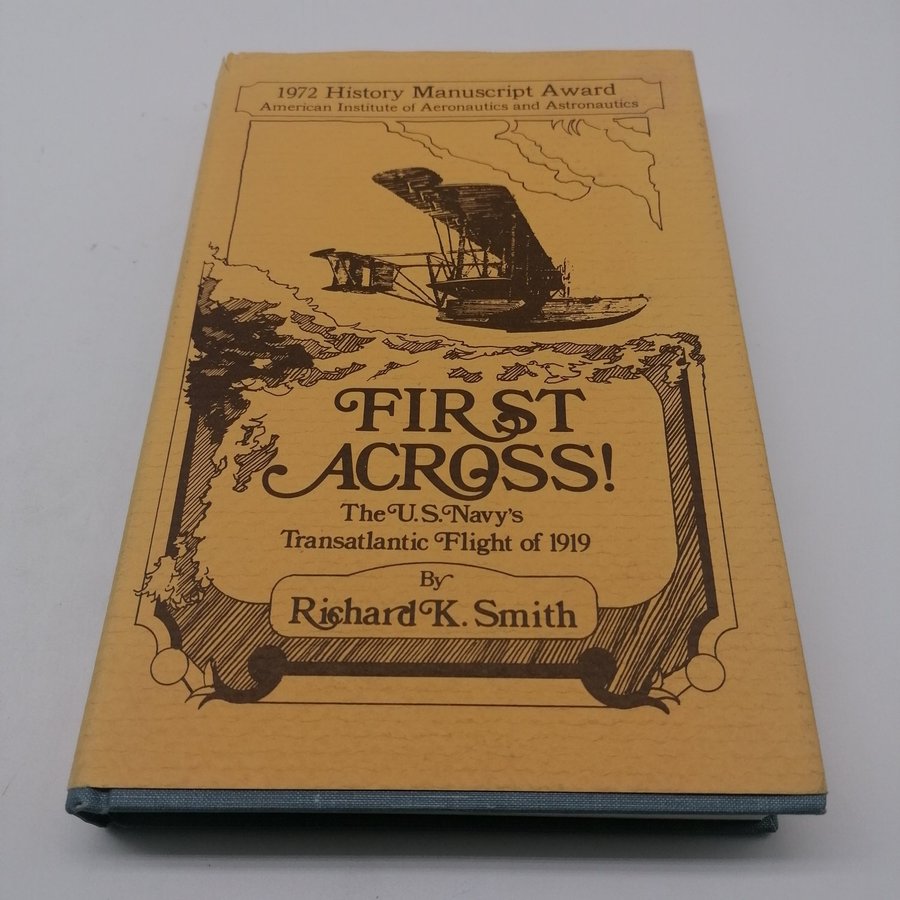 1972 History Manuscript Award
American Institute of Aeronautics and Astronautics
FIRST
ACROSS!
The U.S. Navy's
Transatlantic Flight of 1919
By
Richard K. Smith